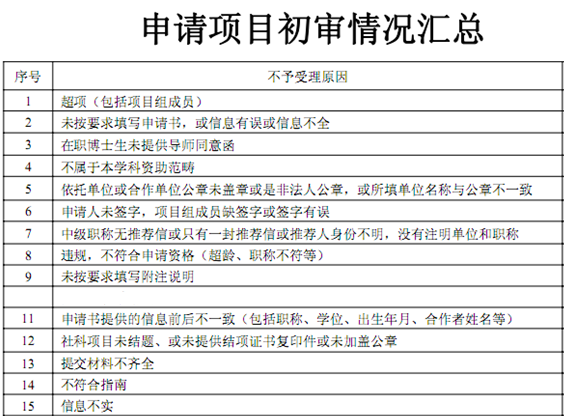 申请项目初审情况汇总
序号 不予受理原因
1 超项（包括项目组成员）
2 未按要求填写申请书，或信息有误或信息不全
3 在职博士生未提供导师同意函
4 不属于本学科资助范畴
5 依托单位或合作单位公章未盖章或是非法人公章，或所填单位名称与公章不一致
6 申请人未签字，项目组成员缺签字或签字有误
7 中级职称无推荐信或只有一封推荐信或推荐人身份不明，没有注明单位和职称
8 违规，不符合申请资格（超龄、职称不符等）
9 未按要求填写附注说明
11 申请书提供的信息前后不一致（包括职称、学位、出生年月、合作者姓名等）
12 社科项目未结题、或未提供结项证书复印件或未加盖公章
13 提交材料不齐全
14 不符合指南
15 信息不实